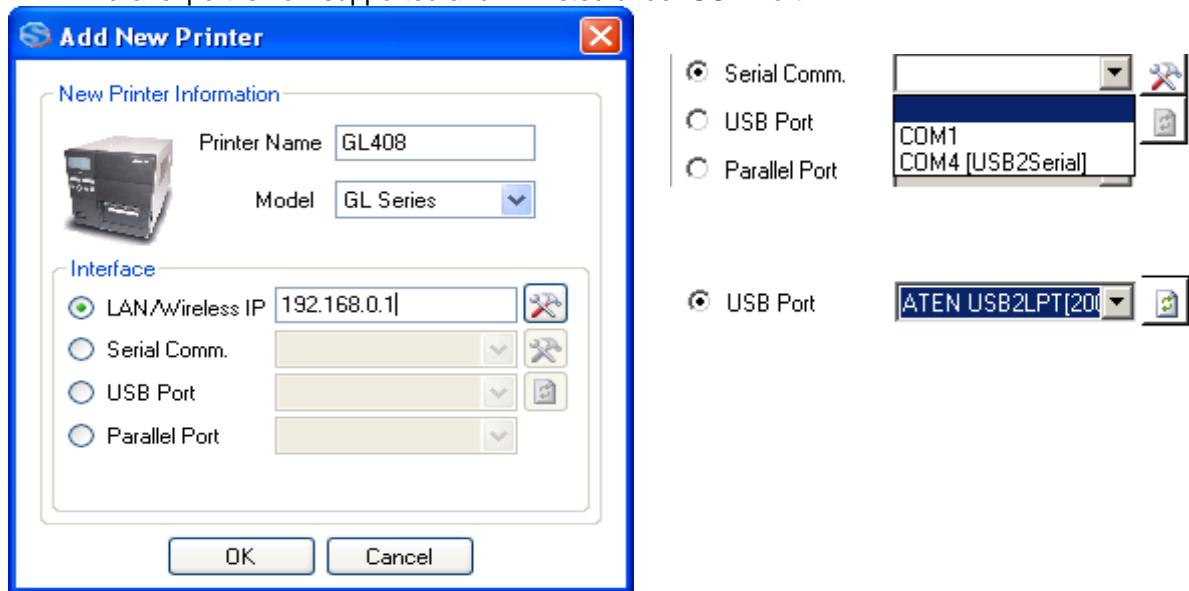 Add New Printer
New Printer Information
Printer Name GL408
Model GL Series
Interface
LAN/Wireless IP 192.168.0.1
Serial Comm.
USB Port
Parallel Port
OK Cancel
Serial Comm.
USB Port
Parallel Port
COM1
COM4 [USB2Serial]
USB Port ATEN USB2LPT[200